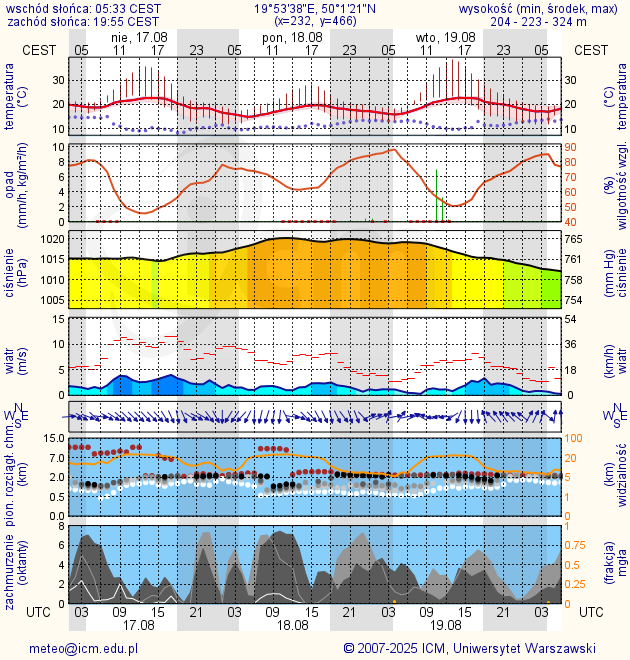 wschód słońca: 05:33 CEST 19°53'38"E, 50°1'21"N wysokość (min, środek, max)
zachód słońca: 19:55 CEST (x=232, y=466) 204 - 223 - 324 m
nie, 17.08 pon, 18.08 wto, 19.08
CEST 05 11 17 23 05 11 17 23 05 11 17 23 05 CEST
temperatura (°C) 30 20 10 30 20 10 temperatura (°C)
opad (mm/h, kg/m²/h) 10 8 6 4 2 0 90 80 70 60 50 40 wilgotność wzgl. (%)
ciśnienie (hPa) 1020 1015 1010 1005 765 761 758 754 ciśnienie (mm Hg)
wiatr (m/s) 15 10 5 0 54 36 18 0 wiatr (km/h)
N W E S N W E S
pion. rozciągł. chm. (km) 15.0 7.0 2.0 0.5 0.0 100 20 5 1 0 widzialność (km)
zachmurzenie (oktanty) 8 6 4 2 0 1 0.75 0.5 0.25 0 mgła (frakcja)
UTC 03 09 15 21 03 09 15 21 03 09 15 21 03 UTC
17.08 18.08 19.08
meteo@icm.edu.pl © 2007-2025 ICM, Uniwersytet Warszawski